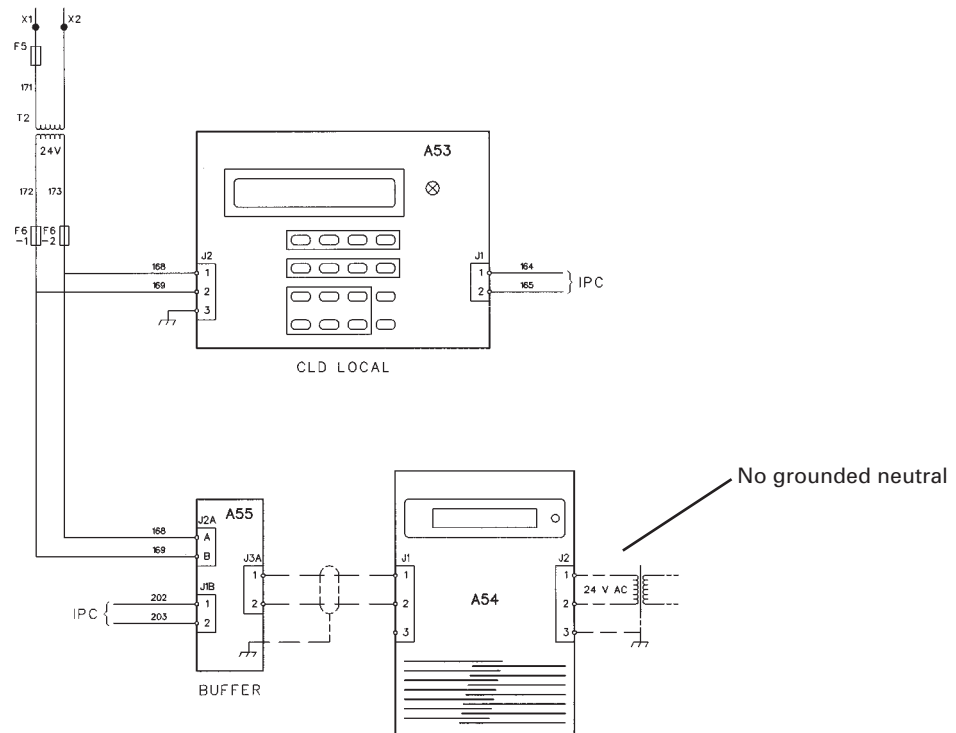 X1 X2
F5
171
T2
24V
172 173
F6 F6
-1 -2
A53
J2
168 1
169 2
3
J1
1 164
2 165
IPC
CLD LOCAL
No grounded neutral
A55
J2A
168 A
169 B
J3A
1
2
J1B
IPC
202 1
203 2
BUFFER
A54
J1
1
2
3
J2
1
24 V AC
2
3